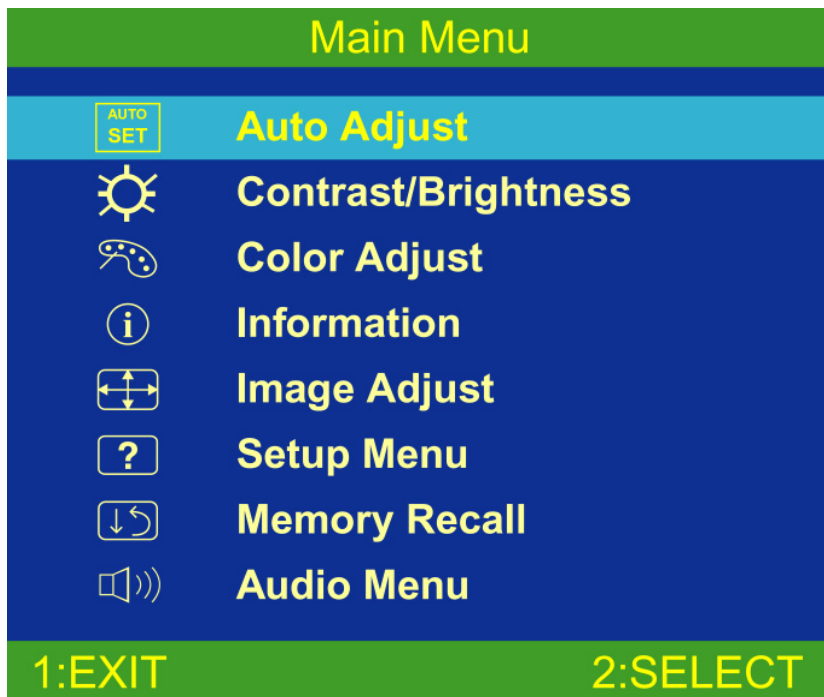 Main Menu
AUTO
SET
Auto Adjust
Contrast/Brightness
Color Adjust
i Information
Image Adjust
? Setup Menu
Memory Recall
Audio Menu
1:EXIT 2:SELECT